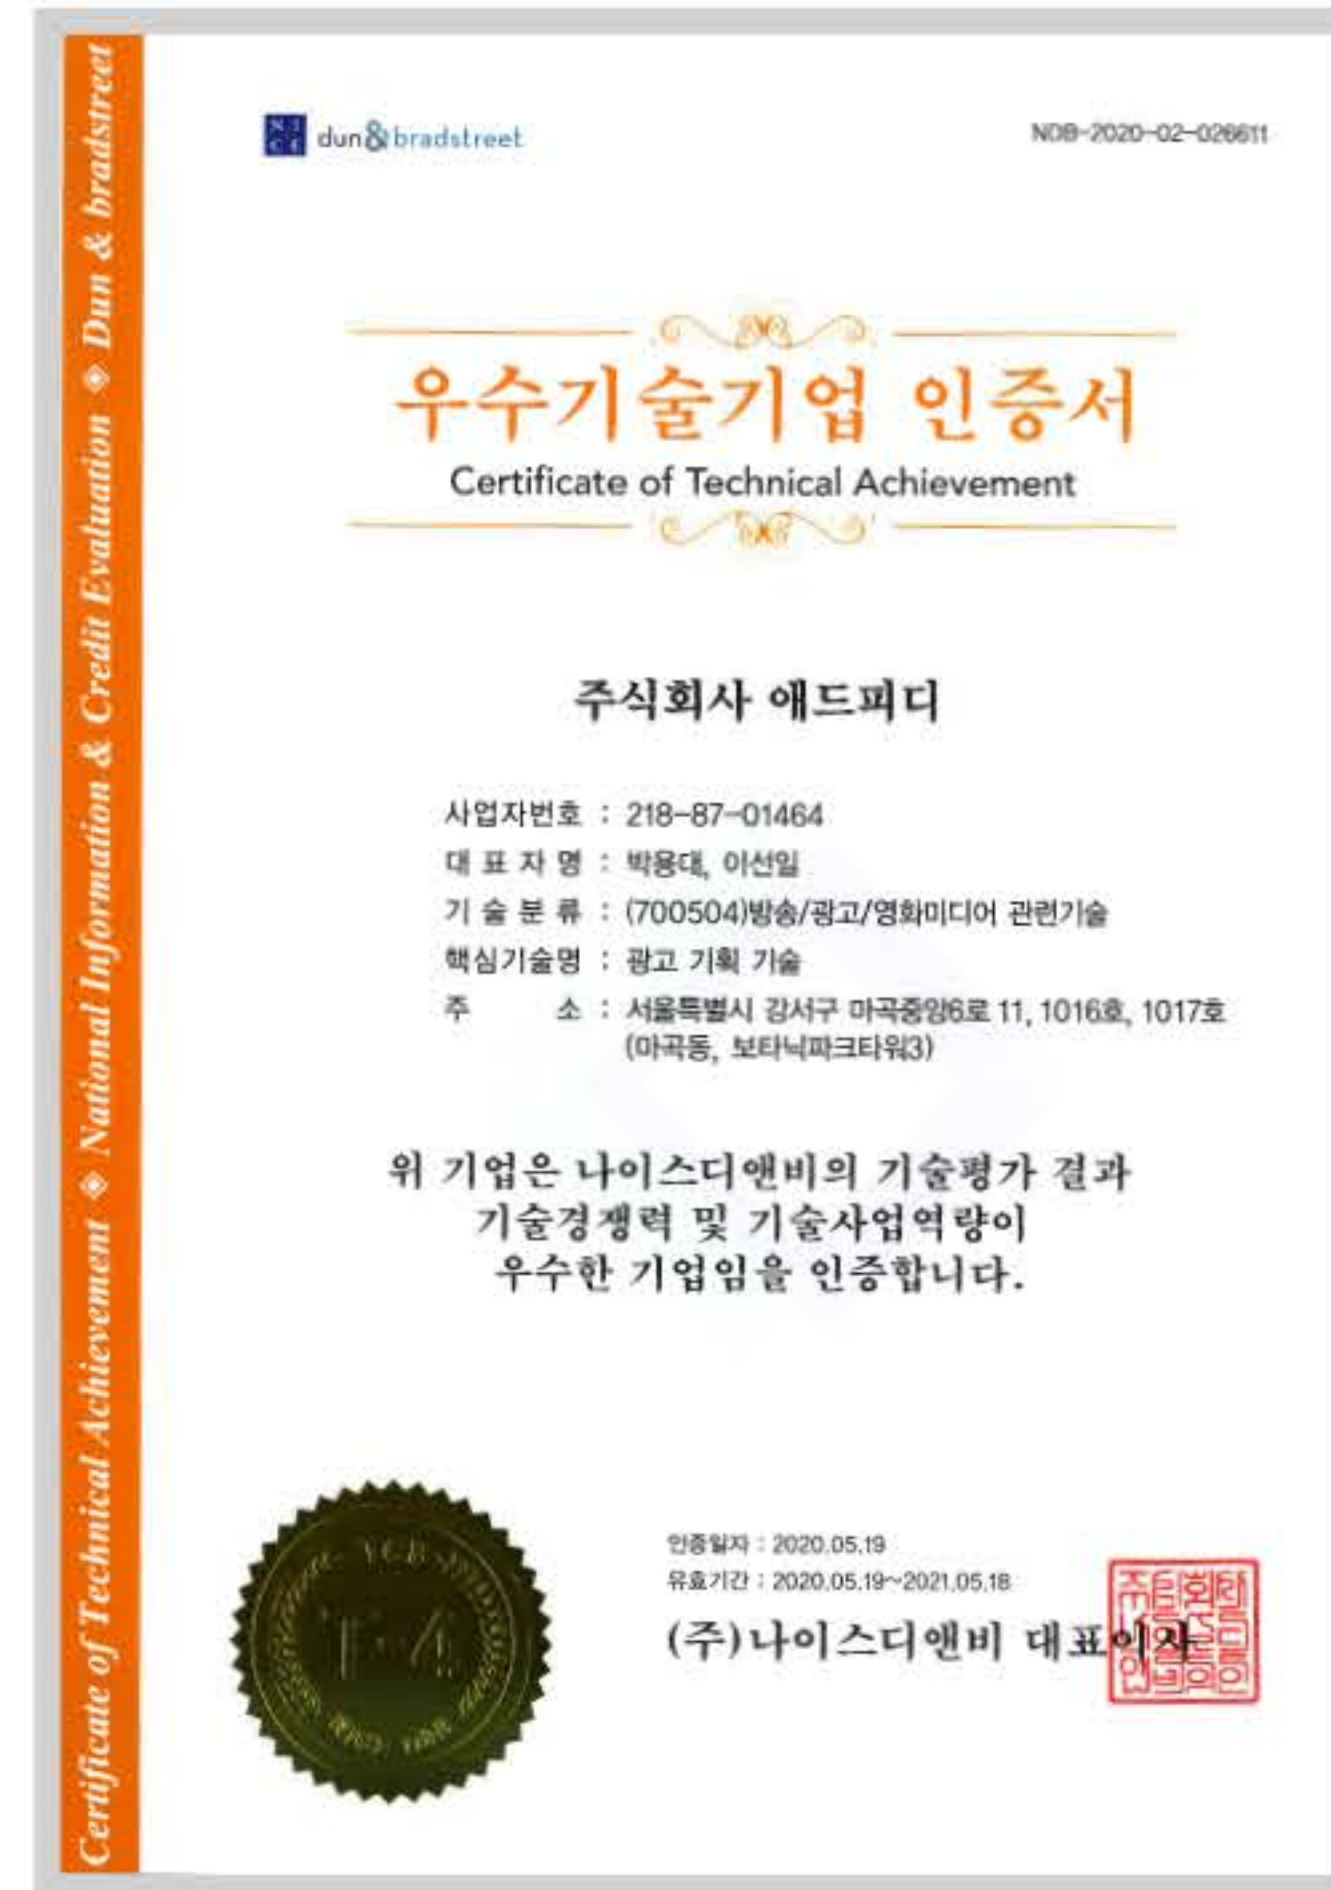 Certificate of Technical Achievement ◈ National Information & Credit Evaluation ◈ Dun & bradstreet
NICE dun&bradstreet
NDB-2020-02-026611
우수기술기업 인증서
Certificate of Technical Achievement
주식회사 애드피디
사업자번호 : 218-87-01464
대 표 자 명 : 박용대, 이선일
기 술 분 류 : (700504)방송/광고/영화미디어 관련기술
핵심기술명 : 광고 기획 기술
주 소 : 서울특별시 강서구 마곡중앙6로 11, 1016호, 1017호
(마곡동, 보타닉파크타워3)
위 기업은 나이스디앤비의 기술평가 결과
기술경쟁력 및 기술사업역량이
우수한 기업임을 인증합니다.
인증일자 : 2020.05.19
유효기간 : 2020.05.19~2021.05.18
(주)나이스디앤비 대표이사
TCB
T-4
NICE D&B